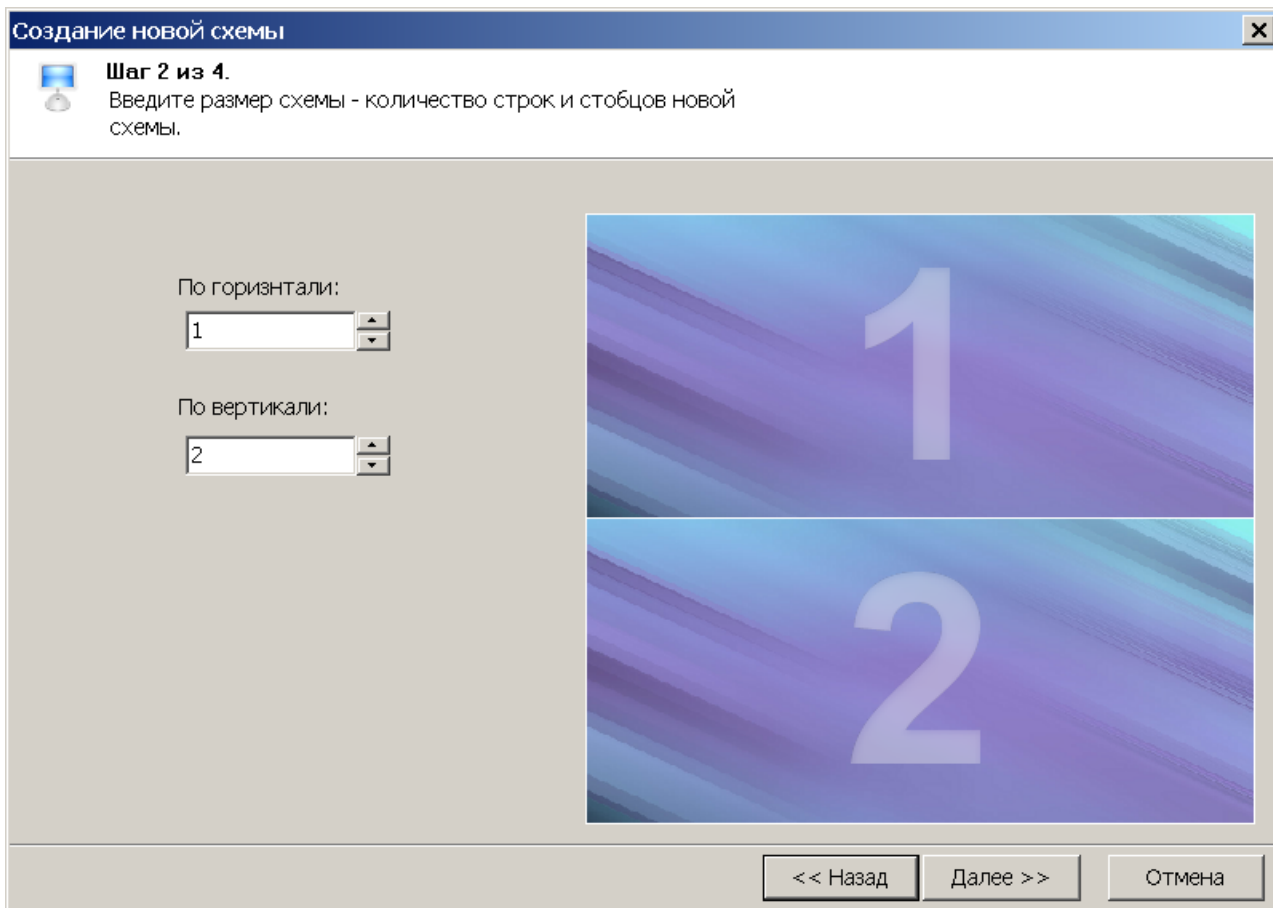 Создание новой схемы
Шаг 2 из 4.
Введите размер схемы - количество строк и стобцов новой
схемы.
По горизнтали:
1
По вертикали:
2
1
2
<< Назад
Далее >>
Отмена